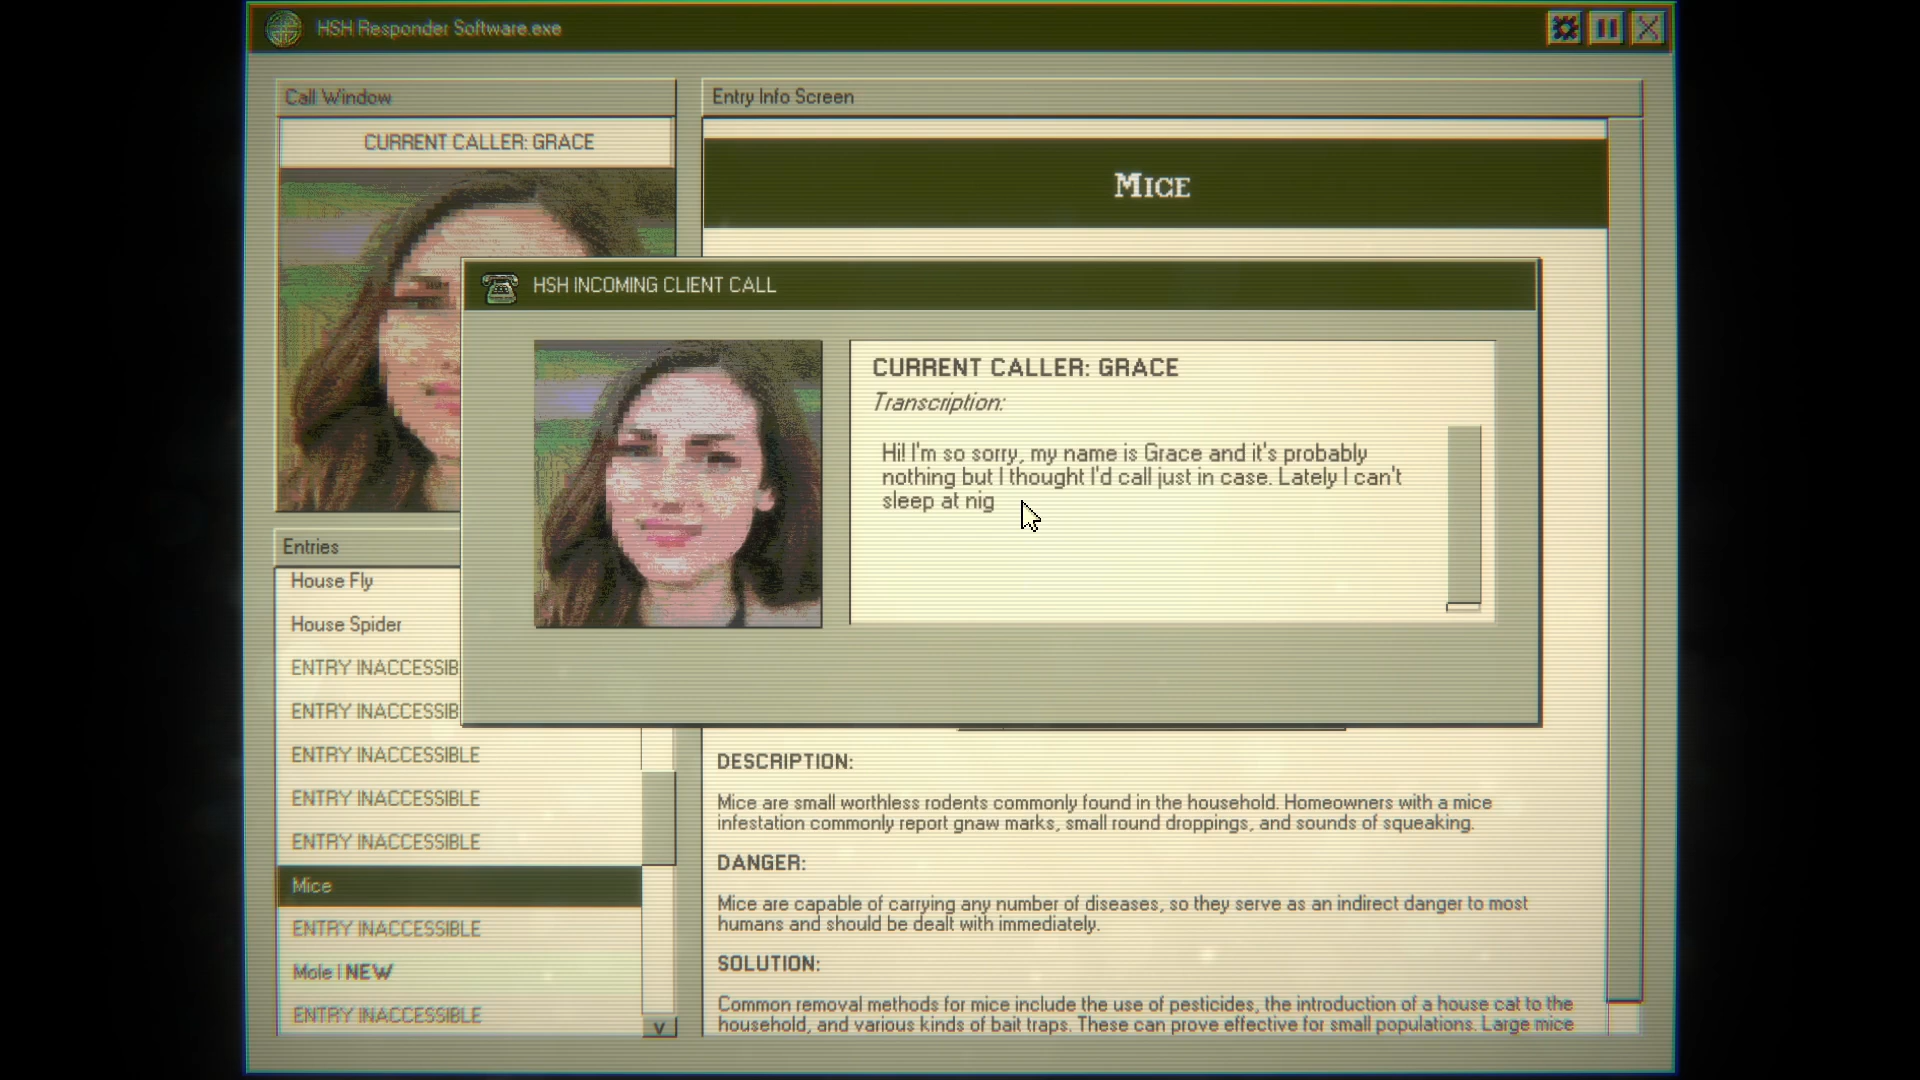 HSH Responder Software.exe
Call Window
CURRENT CALLER: GRACE
Entry Info Screen
MICE
HSH INCOMING CLIENT CALL
CURRENT CALLER: GRACE
Transcription:
Hi! I'm so sorry, my name is Grace and it's probably
nothing but I thought I'd call just in case. Lately I can't
sleep at nig
Entries
House Fly
House Spider
ENTRY INACCESSIB
ENTRY INACCESSIB
ENTRY INACCESSIBLE
ENTRY INACCESSIBLE
ENTRY INACCESSIBLE
Mice
ENTRY INACCESSIBLE
Mole | NEW
ENTRY INACCESSIBLE
v
DESCRIPTION:
Mice are small worthless rodents commonly found in the household. Homeowners with a mice
infestation commonly report gnaw marks, small round droppings, and sounds of squeaking.
DANGER:
Mice are capable of carrying any number of diseases, so they serve as an indirect danger to most
humans and should be dealt with immediately.
SOLUTION:
Common removal methods for mice include the use of pesticides, the introduction of a house cat to the
household, and various kinds of bait traps. These can prove effective for small populations. Large mice